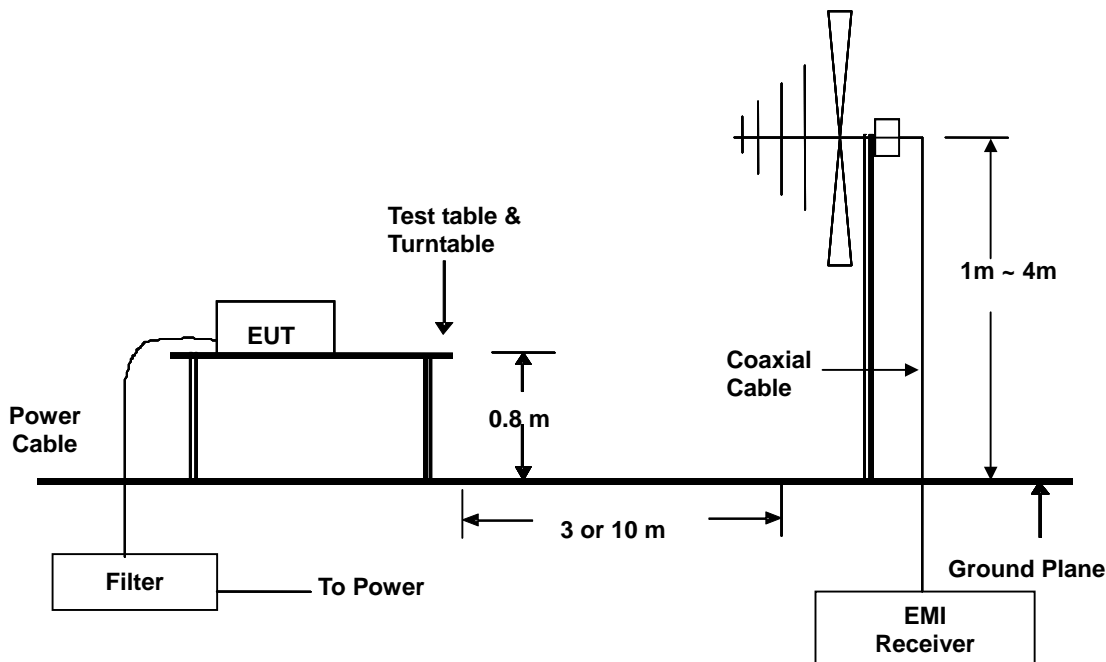 Test table &
Turntable
1m ~ 4m
EUT
Coaxial
Cable
0.8 m
Power
Cable
3 or 10 m
Ground Plane
Filter
To Power
EMI
Receiver